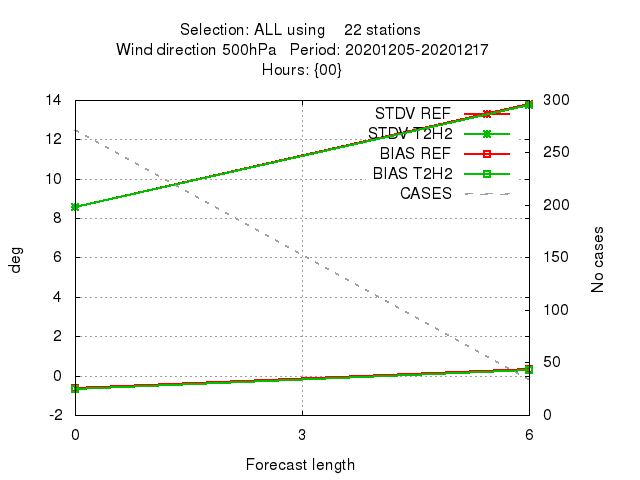 Selection: ALL using    22 stations
Wind direction 500hPa   Period: 20201205-20201217
Hours: {00}
STDV REF
STDV T2H2
BIAS REF
BIAS T2H2
CASES
14
12
10
8
6
4
2
0
-2
deg
300
250
200
150
100
50
0
No cases
0 3 6
Forecast length